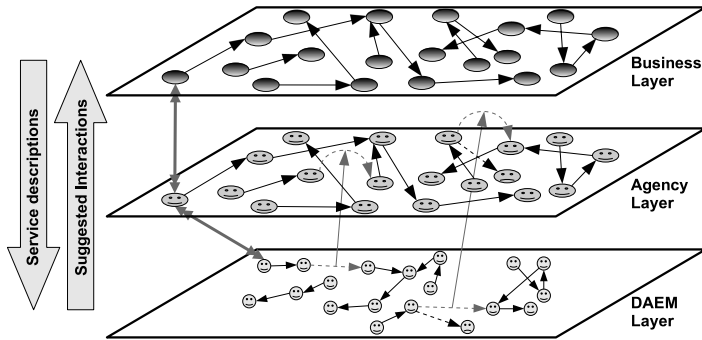 Service descriptions
Suggested Interactions
Business
Layer
Agency
Layer
DAEM
Layer